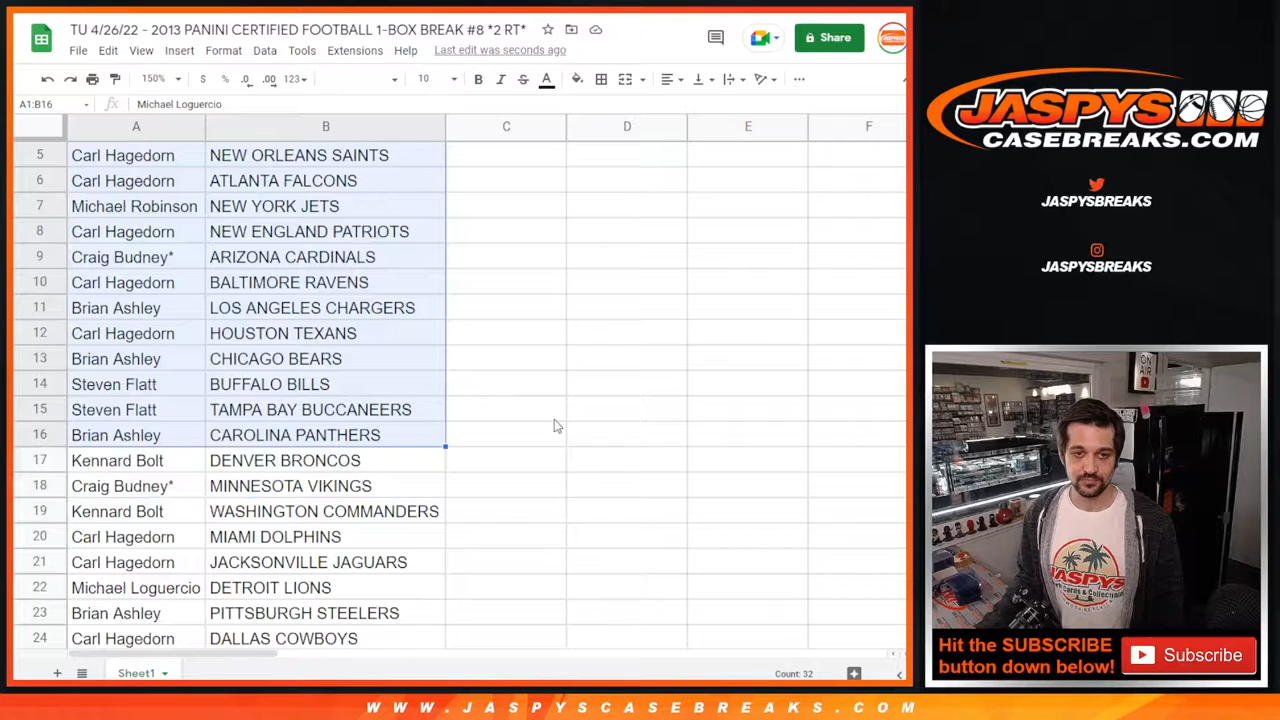 TU 4/26/22 - 2013 PANINI CERTIFIED FOOTBALL 1-BOX BREAK #8 *2 RT*
File Edit View Insert Format Data Tools Extensions Help Last edit was seconds ago
Share
150% $ % .0 .00 123 10 B I S A
A1:B16 fx Michael Loguercio
A B C D E F
5 Carl Hagedorn NEW ORLEANS SAINTS
6 Carl Hagedorn ATLANTA FALCONS
7 Michael Robinson NEW YORK JETS
8 Carl Hagedorn NEW ENGLAND PATRIOTS
9 Craig Budney* ARIZONA CARDINALS
10 Carl Hagedorn BALTIMORE RAVENS
11 Brian Ashley LOS ANGELES CHARGERS
12 Carl Hagedorn HOUSTON TEXANS
13 Brian Ashley CHICAGO BEARS
14 Steven Flatt BUFFALO BILLS
15 Steven Flatt TAMPA BAY BUCCANEERS
16 Brian Ashley CAROLINA PANTHERS
17 Kennard Bolt DENVER BRONCOS
18 Craig Budney* MINNESOTA VIKINGS
19 Kennard Bolt WASHINGTON COMMANDERS
20 Carl Hagedorn MIAMI DOLPHINS
21 Carl Hagedorn JACKSONVILLE JAGUARS
22 Michael Loguercio DETROIT LIONS
23 Brian Ashley PITTSBURGH STEELERS
24 Carl Hagedorn DALLAS COWBOYS
Sheet1
Count: 32
JASPYS
CASEBREAKS.COM
JASPYSBREAKS
JASPYSBREAKS
ON
AIR
JASPYS
Hit the SUBSCRIBE
button down below!
Subscribe
WWW.JASPYSCASEBREAKS.COM